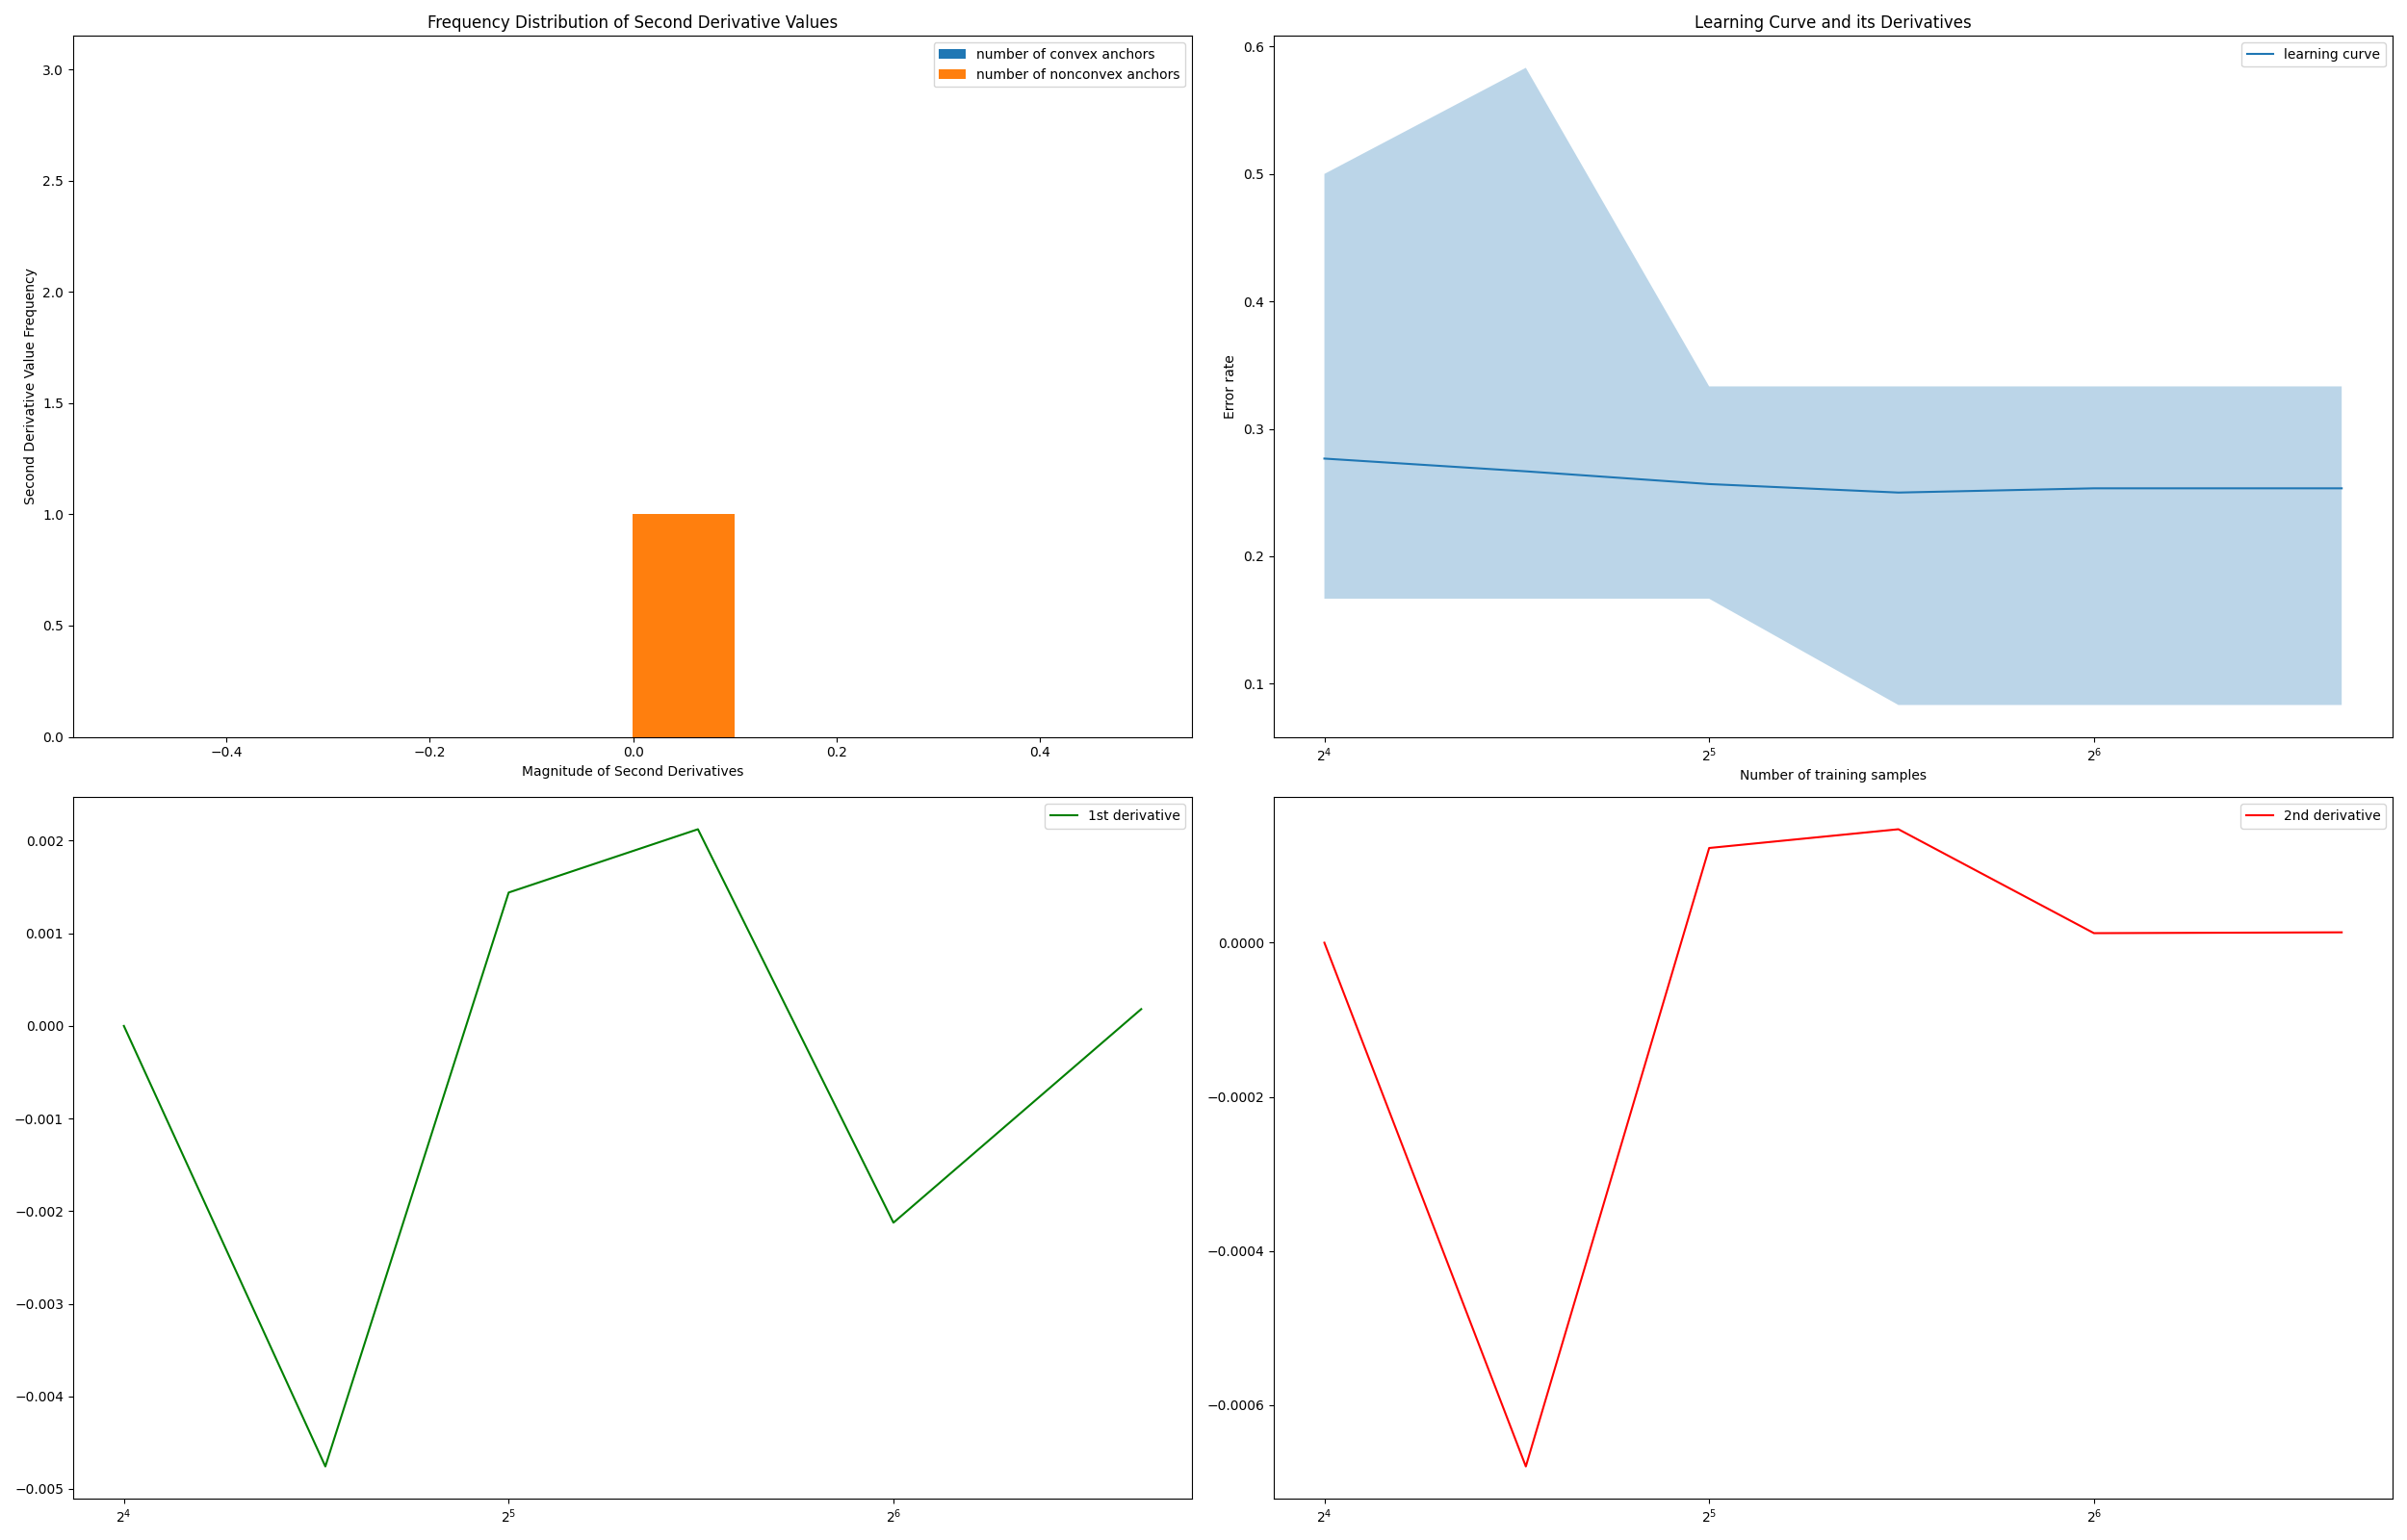 Frequency Distribution of Second Derivative Values
number of convex anchors
number of nonconvex anchors
3.0
2.5
2.0
1.5
1.0
0.5
0.0
Second Derivative Value Frequency
−0.4 −0.2 0.0 0.2 0.4
Magnitude of Second Derivatives
Learning Curve and its Derivatives
learning curve
0.6
0.5
0.4
0.3
0.2
0.1
Error rate
2⁴ 2⁵ 2⁶
Number of training samples
1st derivative
0.002
0.001
0.000
−0.001
−0.002
−0.003
−0.004
−0.005
2⁴ 2⁵ 2⁶
2nd derivative
0.0000
−0.0002
−0.0004
−0.0006
2⁴ 2⁵ 2⁶